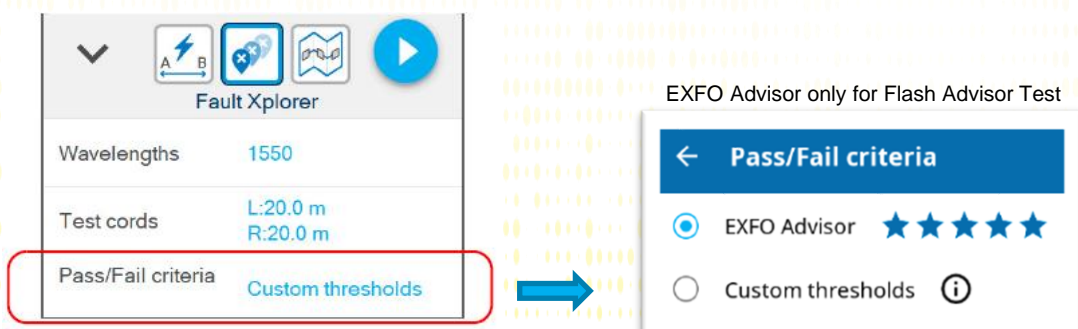 A B
Fault Xplorer
Wavelengths 1550
Test cords L:20.0 m
R:20.0 m
Pass/Fail criteria Custom thresholds
EXFO Advisor only for Flash Advisor Test
Pass/Fail criteria
EXFO Advisor
Custom thresholds